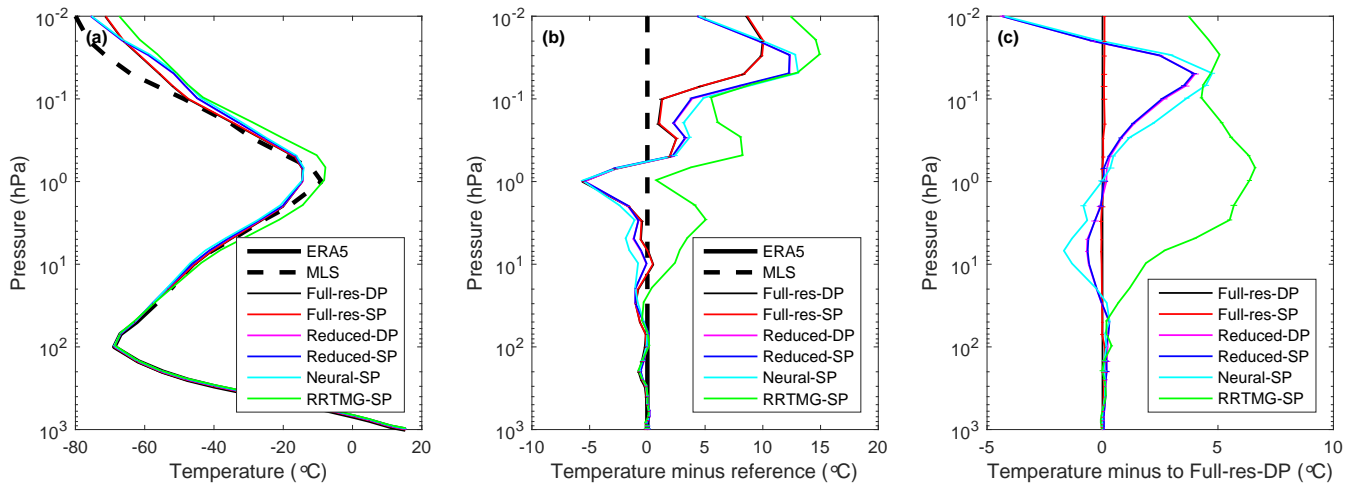 (a)
10-2
10-1
100
101
102
103
Pressure (hPa)
ERA5
MLS
Full-res-DP
Full-res-SP
Reduced-DP
Reduced-SP
Neural-SP
RRTMG-SP
-80 -60 -40 -20 0 20
Temperature (°C)
(b)
10-2
10-1
100
101
102
103
Pressure (hPa)
ERA5
MLS
Full-res-DP
Full-res-SP
Reduced-DP
Reduced-SP
Neural-SP
RRTMG-SP
-10 -5 0 5 10 15 20
Temperature minus reference (°C)
(c)
10-2
10-1
100
101
102
103
Pressure (hPa)
Full-res-DP
Full-res-SP
Reduced-DP
Reduced-SP
Neural-SP
RRTMG-SP
-5 0 5 10
Temperature minus to Full-res-DP (°C)